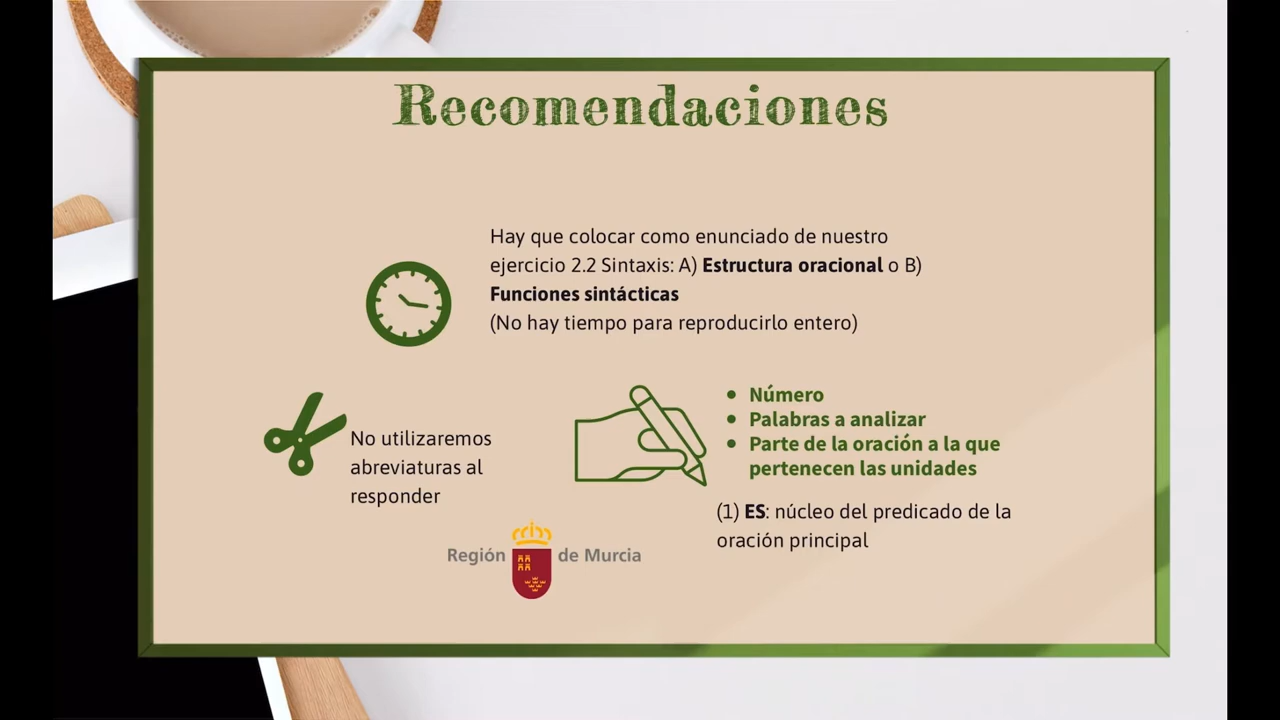 Recomendaciones
Hay que colocar como enunciado de nuestro
ejercicio 2.2 Sintaxis: A) Estructura oracional o B)
Funciones sintácticas
(No hay tiempo para reproducirlo entero)
No utilizaremos
abreviaturas al
responder
• Número
• Palabras a analizar
• Parte de la oración a la que
pertenecen las unidades
(1) ES: núcleo del predicado de la
oración principal
Región de Murcia